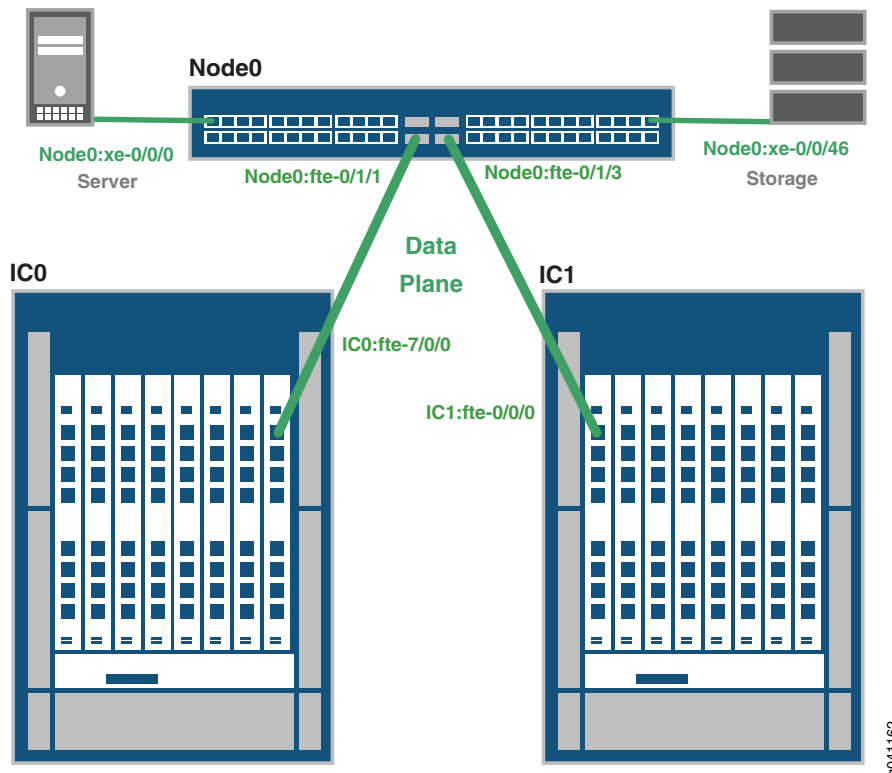 Node0
Node0:xe-0/0/0
Server
Node0:fte-0/1/1
Node0:fte-0/1/3
Node0:xe-0/0/46
Storage
Data
Plane
IC0
IC1
IC0:fte-7/0/0
IC1:fte-0/0/0